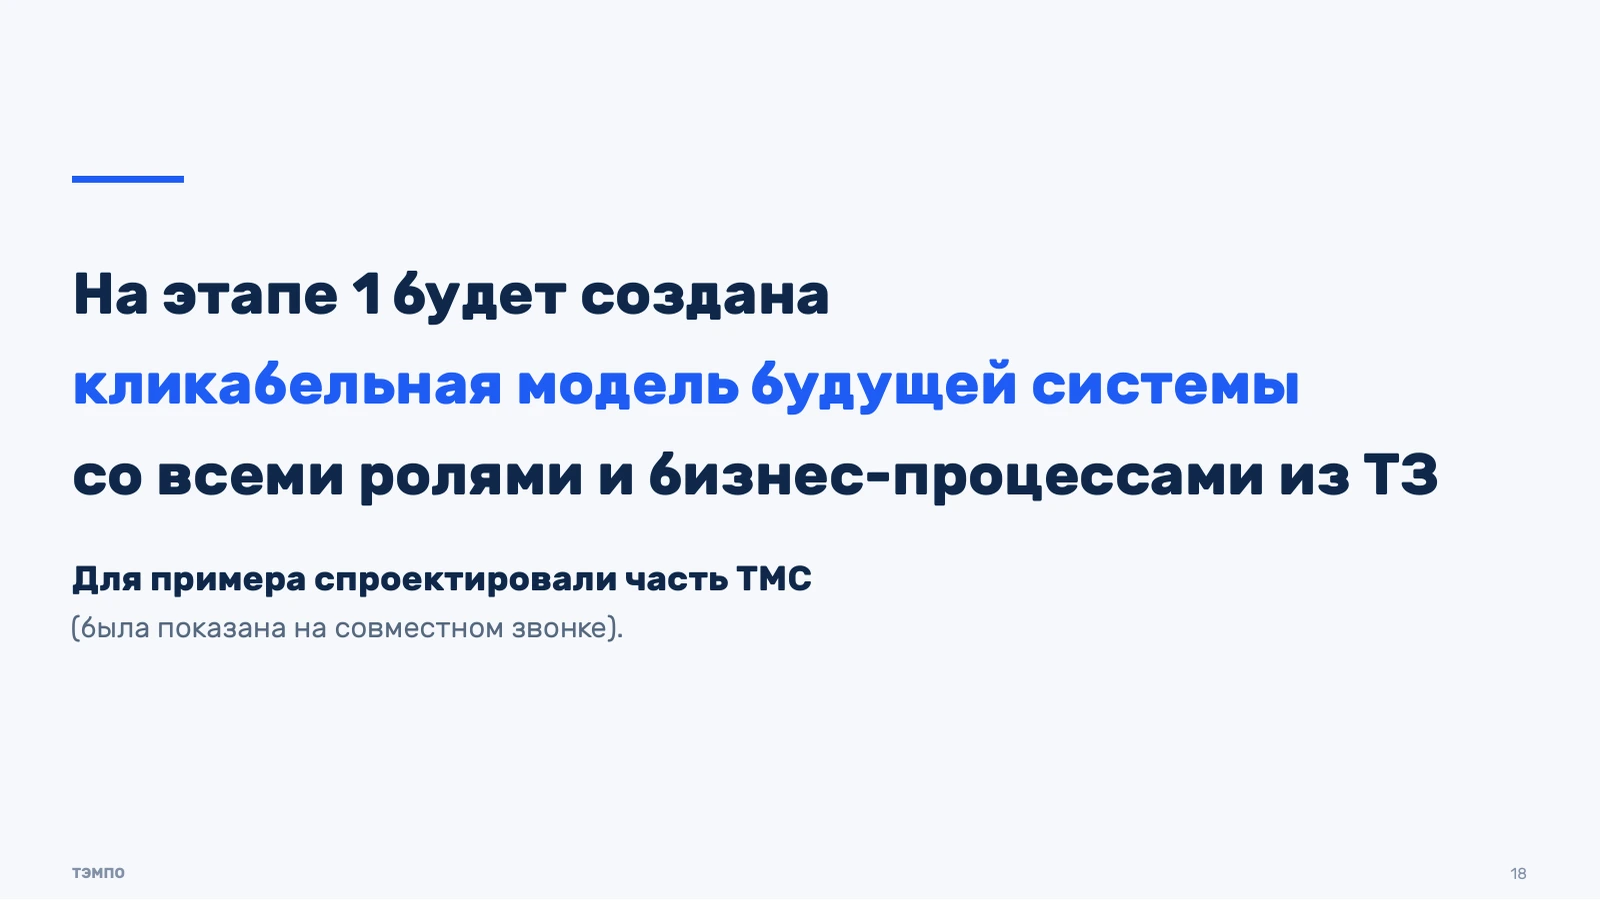 На этапе 1 будет создана
кликабельная модель будущей системы
со всеми ролями и бизнес-процессами из ТЗ
Для примера спроектировали часть ТМС
(была показана на совместном звонке).
ТЭМПО
18